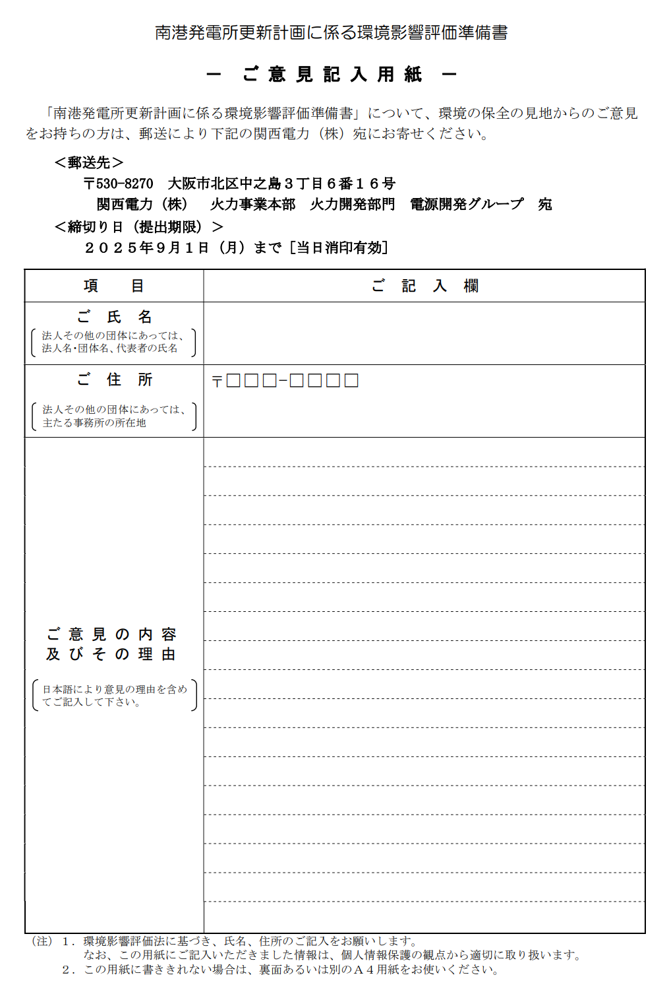 南港発電所更新計画に係る環境影響評価準備書
－　ご 意 見 記 入 用 紙　－
「南港発電所更新計画に係る環境影響評価準備書」について、環境の保全の見地からのご意見
をお持ちの方は、郵送により下記の関西電力（株）宛にお寄せください。
＜郵送先＞
〒530-8270　大阪市北区中之島３丁目６番１６号
関西電力（株）　火力事業本部　火力開発部門　電源開発グループ　宛
＜締切り日（提出期限）＞
２０２５年９月１日（月）まで［当日消印有効］
項　　目
ご　記　入　欄
ご　氏　名
法人その他の団体にあっては、
法人名・団体名、代表者の氏名
ご　住　所
〒□□□－□□□□
法人その他の団体にあっては、
主たる事務所の所在地
ご 意 見 の 内 容
及 び そ の 理 由
日本語により意見の理由を含め
てご記入して下さい。
（注）１．環境影響評価法に基づき、氏名、住所のご記入をお願いします。
なお、この用紙にご記入いただきました情報は、個人情報保護の観点から適切に取り扱います。
２．この用紙に書ききれない場合は、裏面あるいは別のＡ４用紙をお使いください。